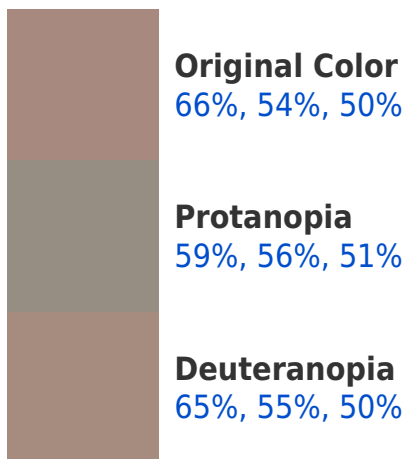 Original Color
66%, 54%, 50%
Protanopia
59%, 56%, 51%
Deuteranopia
65%, 55%, 50%